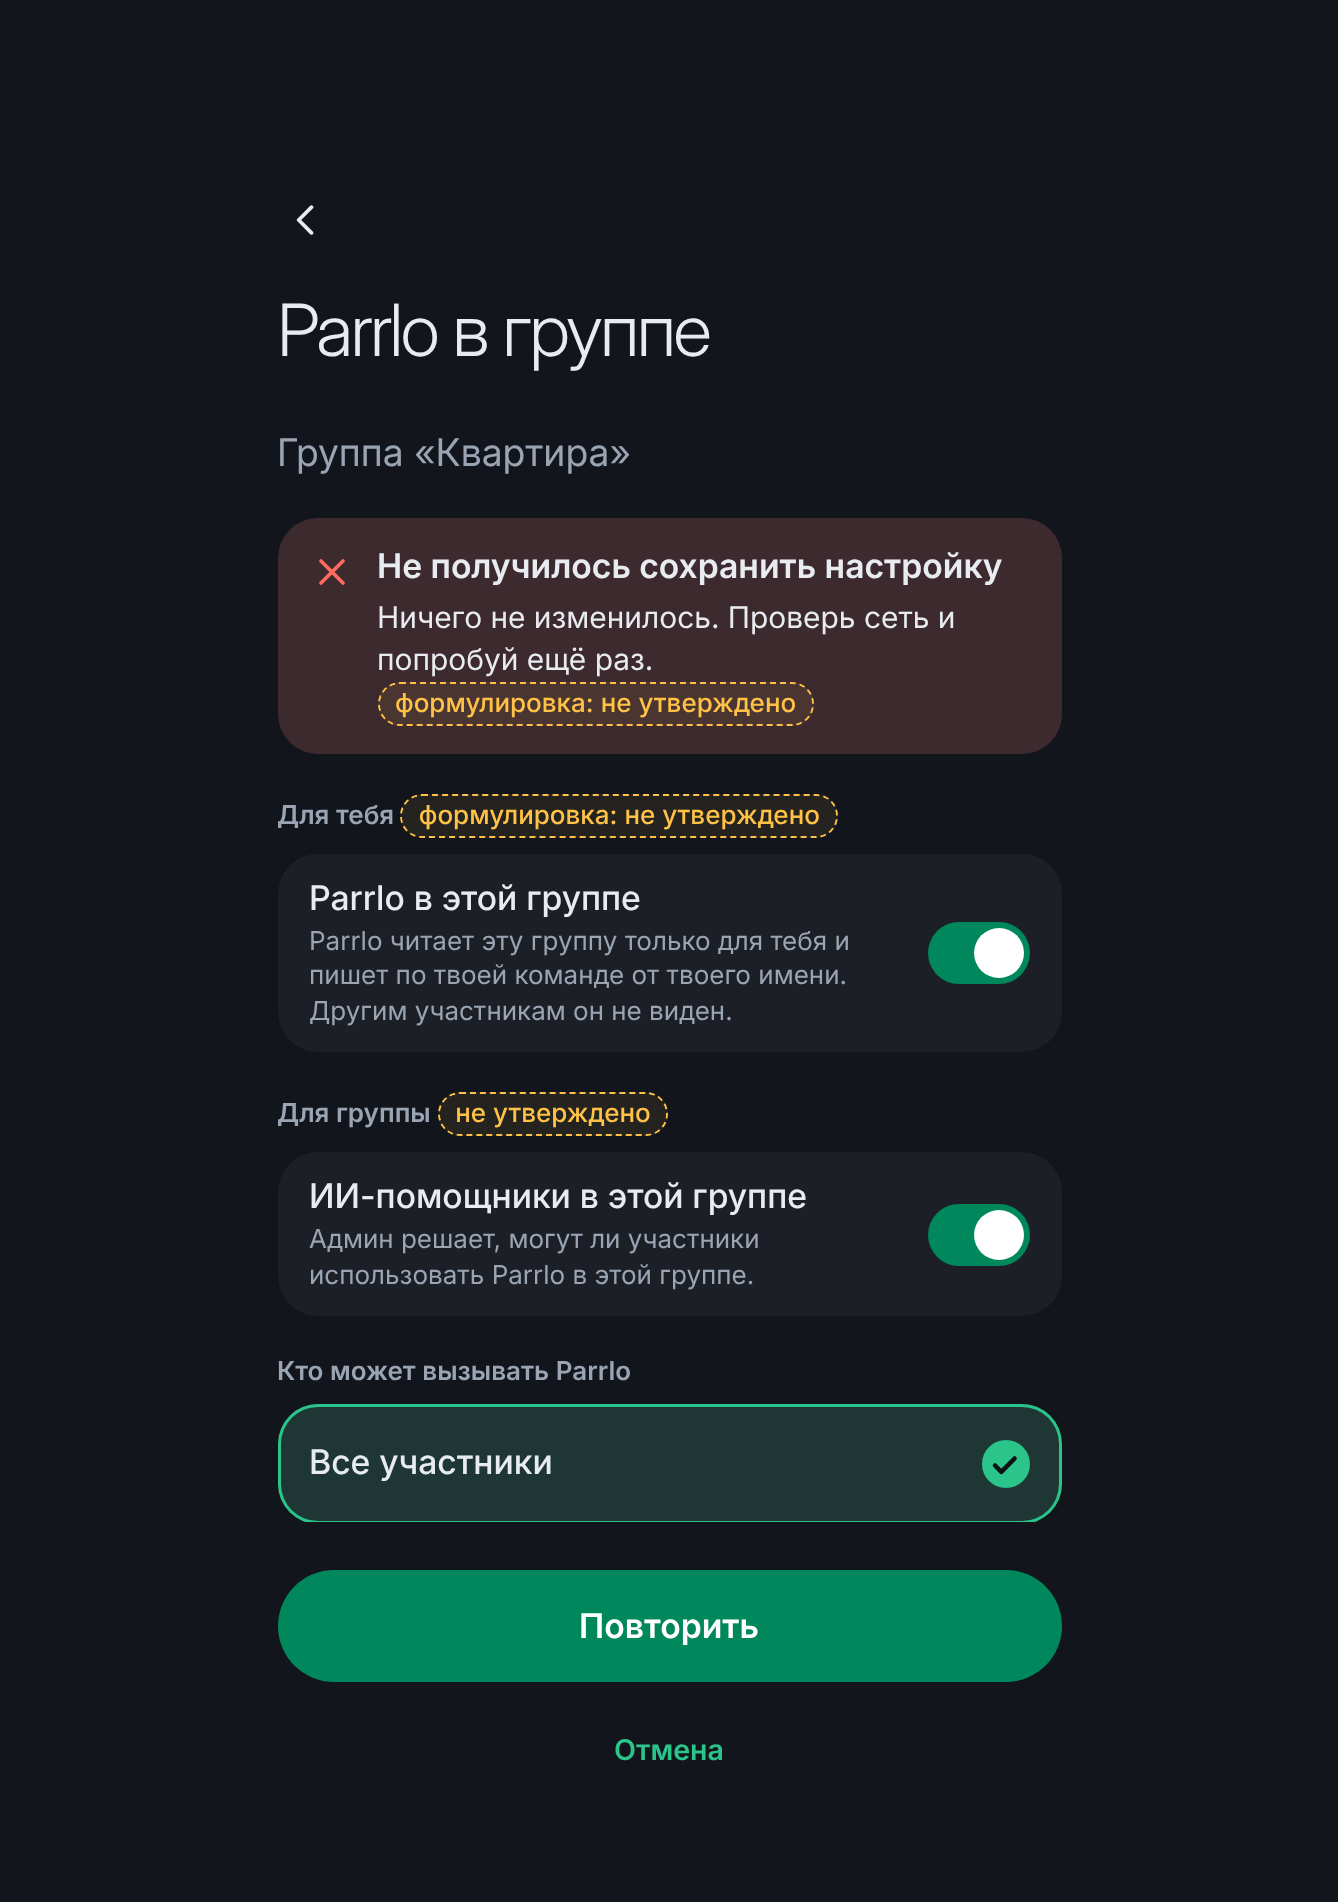 Parrlo в группе
Группа «Квартира»
Не получилось сохранить настройку
Ничего не изменилось. Проверь сеть и
попробуй ещё раз.
формулировка: не утверждено
Для тебя формулировка: не утверждено
Parrlo в этой группе
Parrlo читает эту группу только для тебя и
пишет по твоей команде от твоего имени.
Другим участникам он не виден.
Для группы не утверждено
ИИ-помощники в этой группе
Админ решает, могут ли участники
использовать Parrlo в этой группе.
Кто может вызывать Parrlo
Все участники
Повторить
Отмена